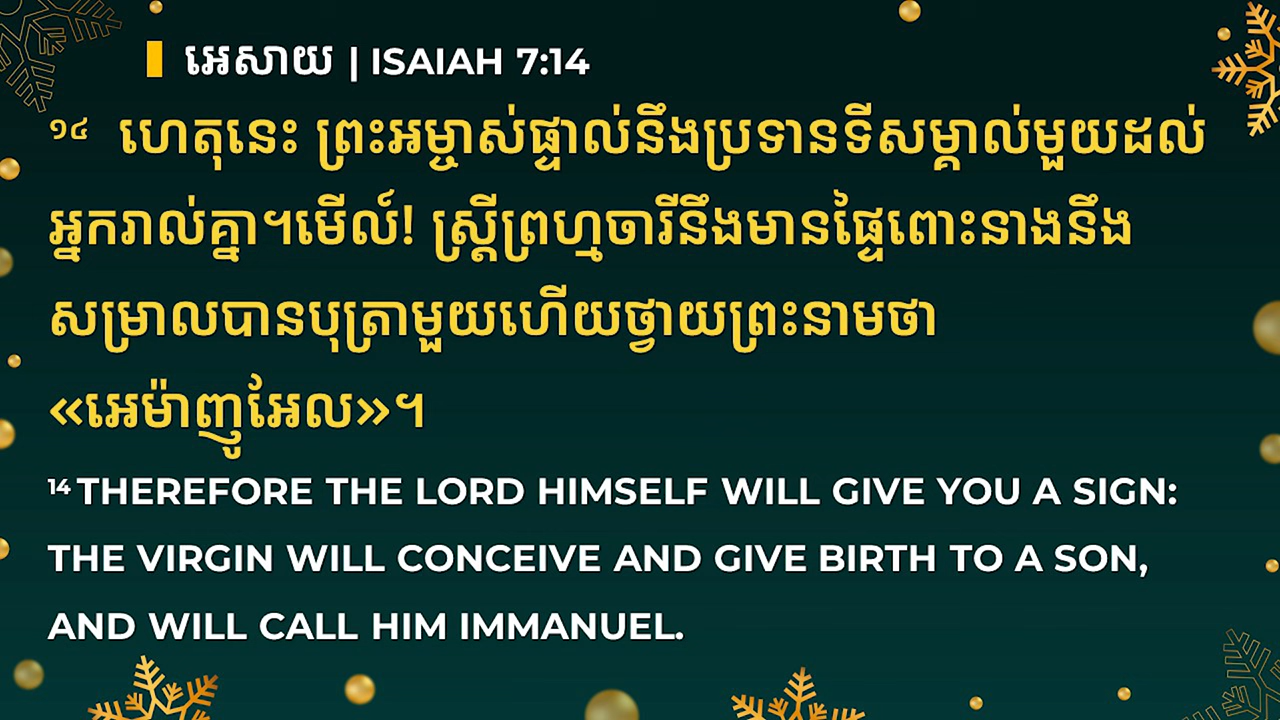 អេសាយ | ISAIAH 7:14
១៤ ហេតុនេះ ព្រះអម្ចាស់ផ្ទាល់នឹងប្រទានទីសម្គាល់មួយដល់
អ្នករាល់គ្នា។មើល៍! ស្ត្រីព្រហ្មចារីនឹងមានផ្ទៃពោះនាងនឹង
សម្រាលបានបុត្រាមួយហើយថ្វាយព្រះនាមថា
«អេម៉ាញូអែល»។
14 THEREFORE THE LORD HIMSELF WILL GIVE YOU A SIGN:
THE VIRGIN WILL CONCEIVE AND GIVE BIRTH TO A SON,
AND WILL CALL HIM IMMANUEL.